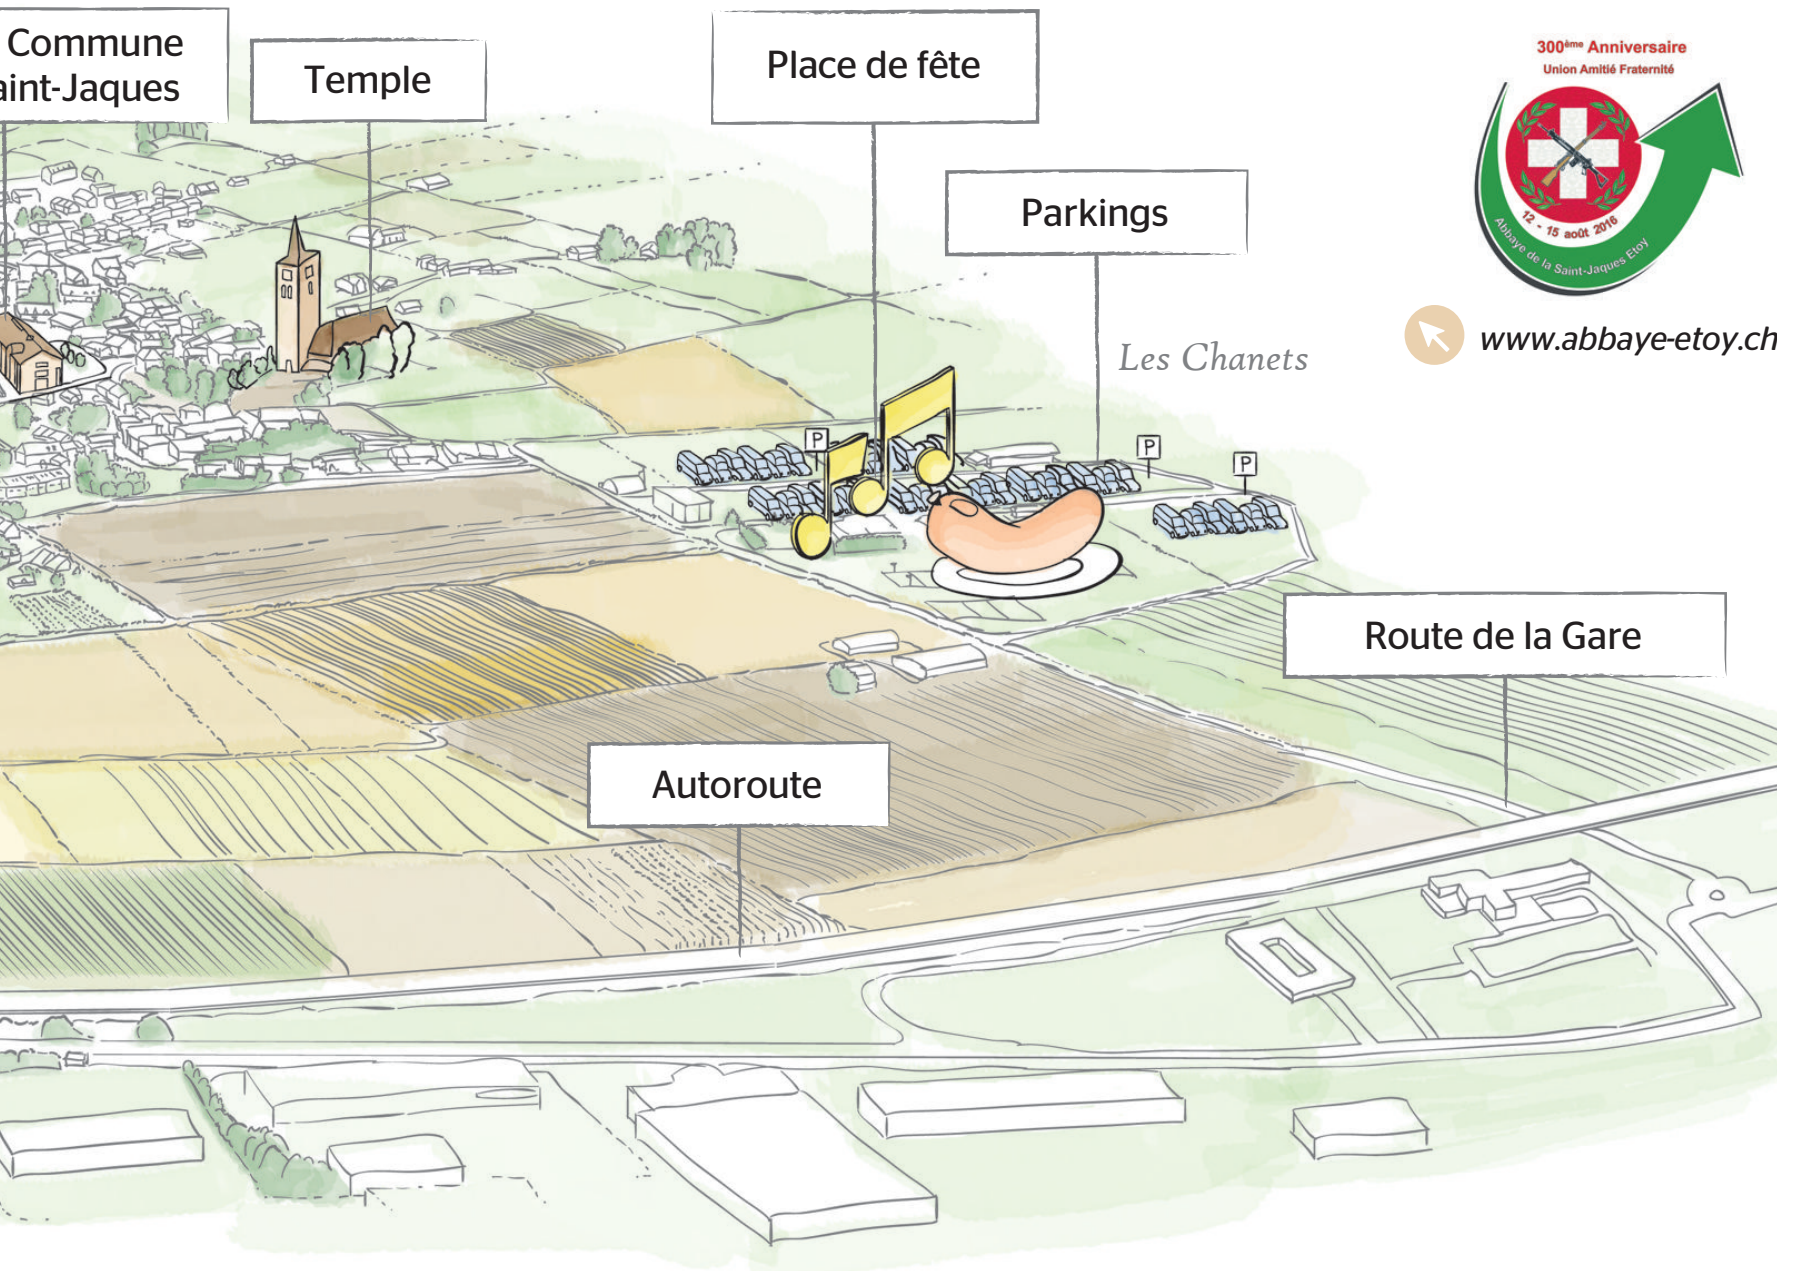 Commune
aint-Jaques
Temple
Place de fête
Parkings
300ème Anniversaire
Union Amitié Fraternité
12 - 15 août 2016
Abbaye de la Saint-Jaques Etoy
www.abbaye-etoy.ch
Les Chanets
P
P
P
Route de la Gare
Autoroute